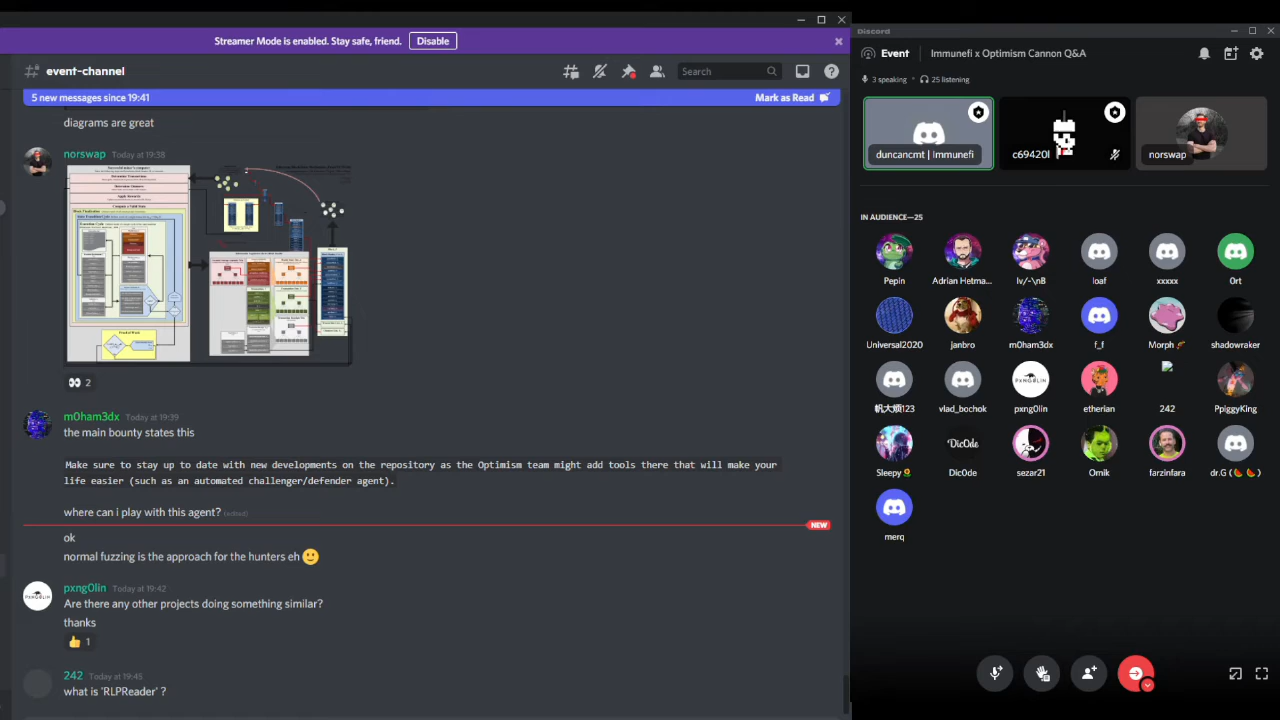 Streamer Mode is enabled. Stay safe, friend.
Disable
event-channel
Search
5 new messages since 19:41
Mark as Read
diagrams are great
norswap Today at 19:38
2
m0ham3dx Today at 19:39
the main bounty states this
Make sure to stay up to date with new developments on the repository as the Optimism team might add tools there that will make your
life easier (such as an automated challenger/defender agent).
where can i play with this agent? (edited)
NEW
ok
normal fuzzing is the approach for the hunters eh 🙂
pxng0lin Today at 19:42
Are there any other projects doing something similar?
thanks
👍 1
242 Today at 19:45
what is 'RLPReader' ?
Discord
Event
Immunefi x Optimism Cannon Q&A
3 speaking • 25 listening
duncancmt | Immunefi
c69420l
norswap
IN AUDIENCE—25
Pepin
Adrian Hetma...
lv/-\nB
loaf
xxxxx
0rt
Universal2020
janbro
m0ham3dx
f_f
Morph
shadowraker
帆大烦123
vlad_bochok
pxng0lin
etherian
242
PpiggyKing
Sleepy
DicOde
Dic0de
sezar21
Omik
farzinfara
dr.G (🍉 🍉)
merq